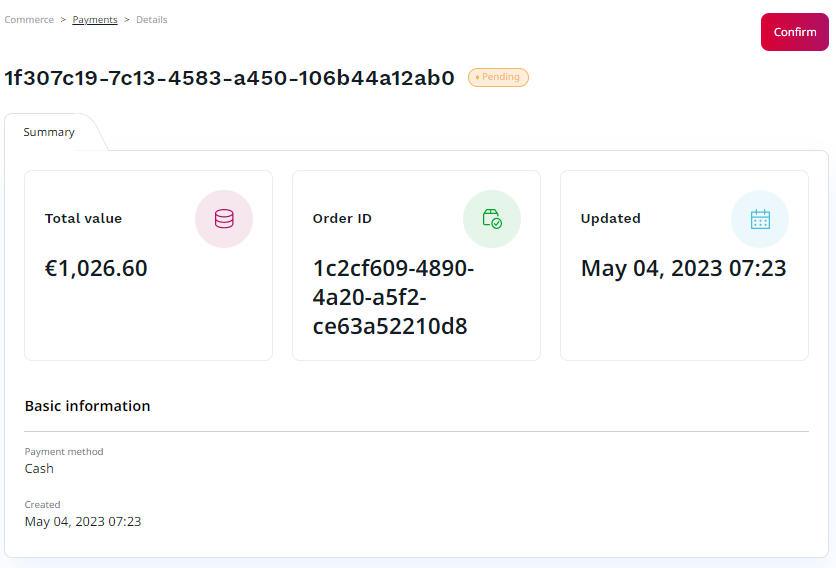 Commerce > Payments > Details
Confirm
1f307c19-7c13-4583-a450-106b44a12ab0
Pending
Summary
Total value
€1,026.60
Order ID
1c2cf609-4890-
4a20-a5f2-
ce63a52210d8
Updated
May 04, 2023 07:23
Basic information
Payment method
Cash
Created
May 04, 2023 07:23